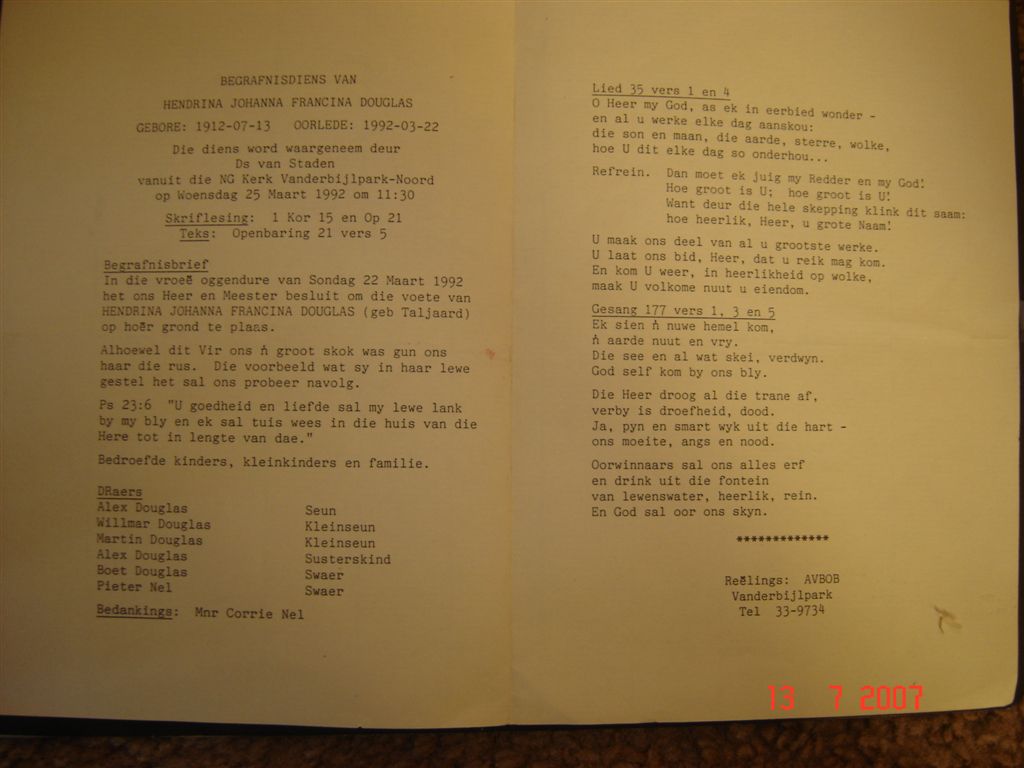 BEGRAFNISDIENS VAN
HENDRINA JOHANNA FRANCINA DOUGLAS
GEBORE: 1912-07-13 OORLEDE: 1992-03-22
Die diens word waargeneem deur
Ds van Staden
vanuit die NG Kerk Vanderbijlpark-Noord
op Woensdag 25 Maart 1992 om 11:30
Skriflesing: 1 Kor 15 en Op 21
Teks: Openbaring 21 vers 5
Begrafnisbrief
In die vroeë oggendure van Sondag 22 Maart 1992
het ons Heer en Meester besluit om die voete van
HENDRINA JOHANNA FRANCINA DOUGLAS (geb Taljaard)
op hoër grond te plaas.
Alhoewel dit Vir ons ń groot skok was gun ons
haar die rus. Die voorbeeld wat sy in haar lewe
gestel het sal ons probeer navolg.
Ps 23:6 "U goedheid en liefde sal my lewe lank
by my bly en ek sal tuis wees in die huis van die
Here tot in lengte van dae."
Bedroefde kinders, kleinkinders en familie.
DRaers
Alex Douglas Seun
Willmar Douglas Kleinseun
Martin Douglas Kleinseun
Alex Douglas Susterskind
Boet Douglas Swaer
Pieter Nel Swaer
Bedankings: Mnr Corrie Nel
Lied 35 vers 1 en 4
O Heer my God, as ek in eerbied wonder -
en al u werke elke dag aanskou:
die son en maan, die aarde, sterre, wolke,
hoe U dit elke dag so onderhou...
Refrein. Dan moet ek juig my Redder en my God!
Hoe groot is U; hoe groot is U!
Want deur die hele skepping klink dit saam:
hoe heerlik, Heer, u grote Naam!
U maak ons deel van al u grootste werke.
U laat ons bid, Heer, dat u reik mag kom.
En kom U weer, in heerlikheid op wolke,
maak U volkome nuut u eiendom.
Gesang 177 vers 1, 3 en 5
Ek sien ń nuwe hemel kom,
ń aarde nuut en vry.
Die see en al wat skei, verdwyn.
God self kom by ons bly.
Die Heer droog al die trane af,
verby is droefheid, dood.
Ja, pyn en smart wyk uit die hart -
ons moeite, angs en nood.
Oorwinnaars sal ons alles erf
en drink uit die fontein
van lewenswater, heerlik, rein.
En God sal oor ons skyn.
*************
Reëlings: AVBOB
Vanderbijlpark
Tel 33-9734
13 7 2007